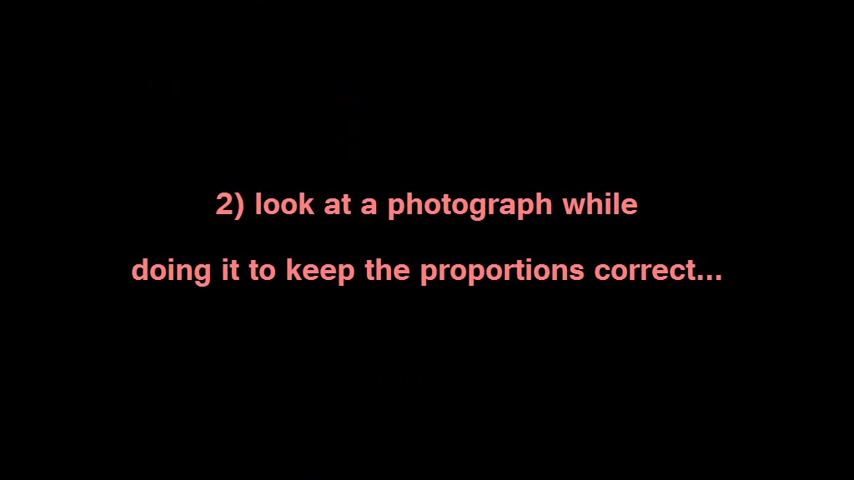 2) look at a photograph while
doing it to keep the proportions correct...